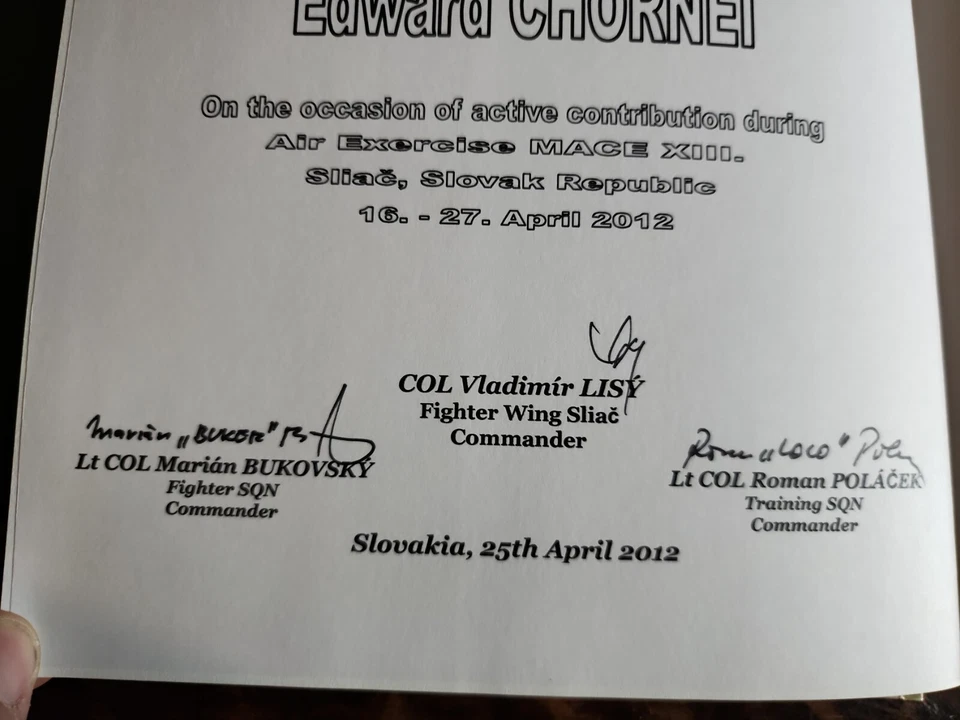 Edward CHORNEI
On the occasion of active contribution during
Air Exercise MACE XIII.
Sliač, Slovak Republic
16. - 27. April 2012
COL Vladimír LISÝ
Fighter Wing Sliač
Commander
Marián „BUKER"
Lt COL Marián BUKOVSKÝ
Fighter SQN
Commander
Roman „LOCO"
Lt COL Roman POLÁČEK
Training SQN
Commander
Slovakia, 25th April 2012